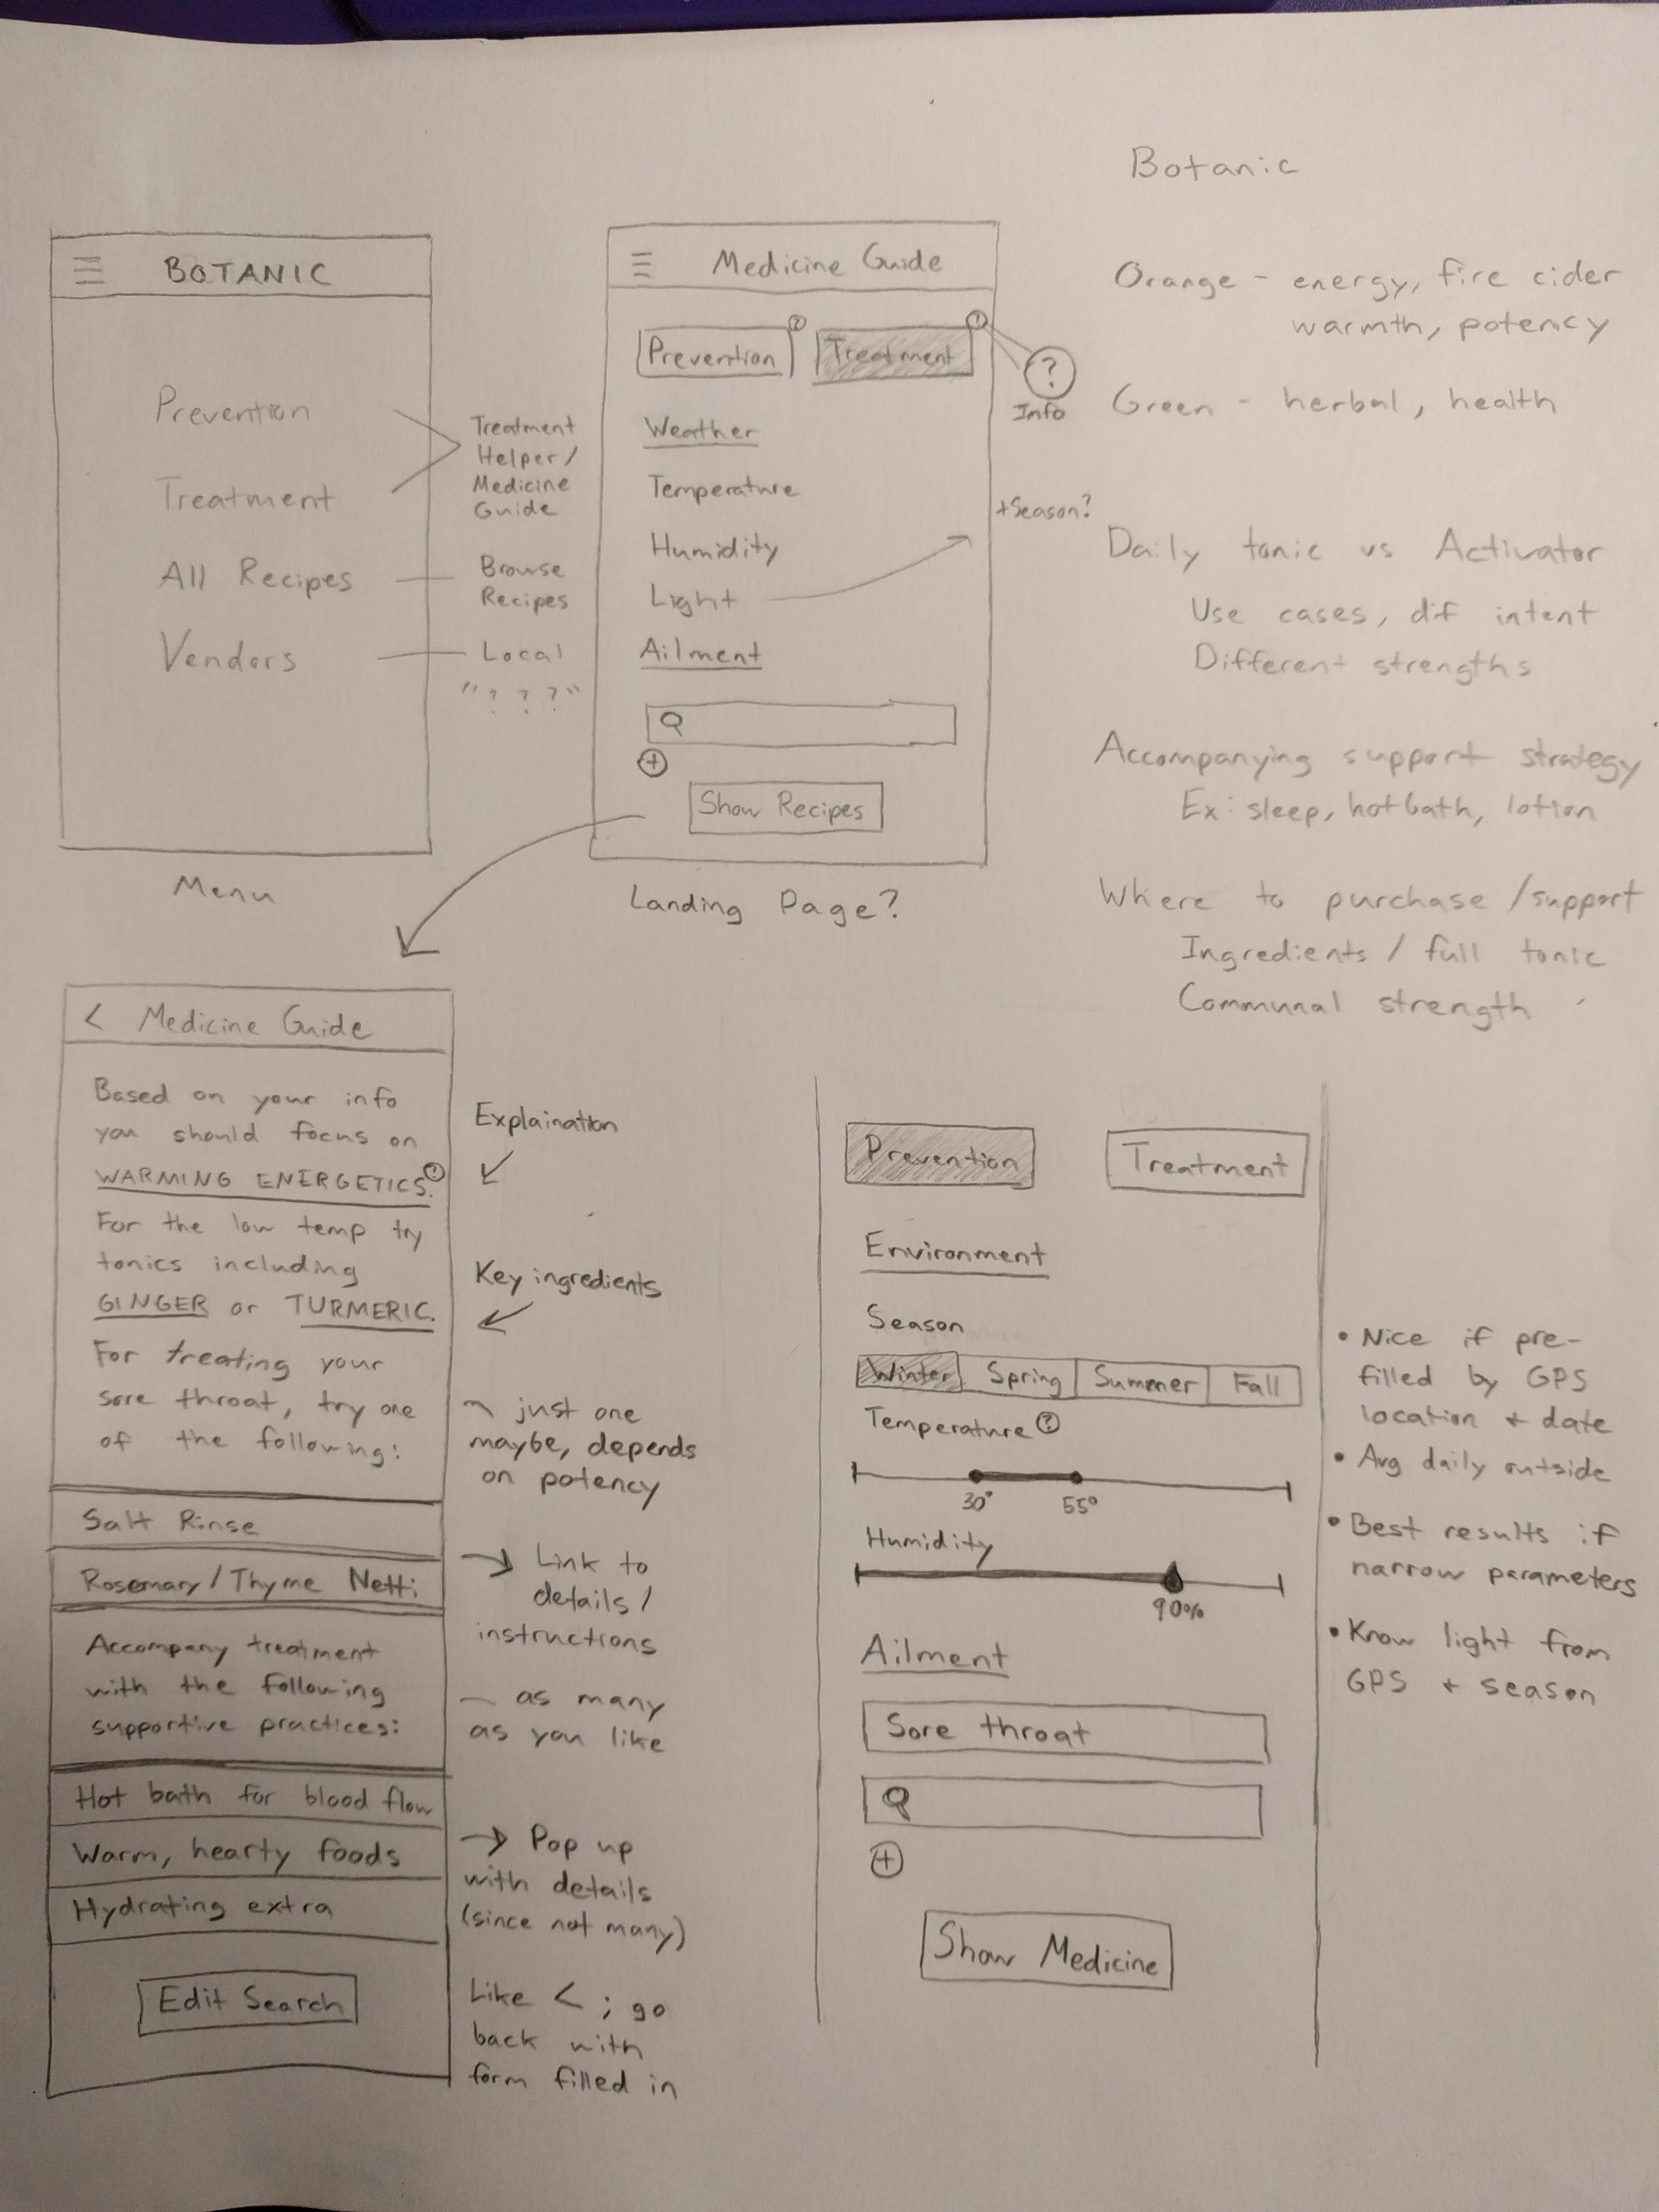 Botanic
BOTANIC
Prevention
Treatment
All Recipes
Vendors
Treatment
Helper/
Medicine
Guide
Browse
Recipes
Local
"???"
Menu
Medicine Guide
Prevention
?
Treatment
?
Info
Weather
Temperature
Humidity
Light
+Season?
Ailment
+
Show Recipes
Landing Page?
Orange - energy, fire cider
warmth, potency
Green - herbal, health
Daily tonic vs Activator
Use cases, dif intent
Different strengths
Accompanying support strategy
Ex: sleep, hot bath, lotion
Where to purchase/support
Ingredients / full tonic
Communal strength
< Medicine Guide
Based on your info
you should focus on
WARMING ENERGETICS.
For the low temp try
tonics including
GINGER or TURMERIC.
For treating your
sore throat, try one
of the following:
Salt Rinse
Rosemary/Thyme Netti
Accompany treatment
with the following
supportive practices:
Hot bath for blood flow
Warm, hearty foods
Hydrating extra
Edit Search
Explaination
Key ingredients
~ just one
maybe, depends
on potency
→ Link to
details/
instructions
— as many
as you like
→ Pop up
with details
(since not many)
Like < ; go
back with
form filled in
Prevention
Treatment
Environment
Season
Winter Spring Summer Fall
Temperature ?
30° 55°
Humidity
90%
Ailment
Sore throat
+
Show Medicine
• Nice if pre-
filled by GPS
location + date
• Avg daily outside
• Best results if
narrow parameters
• Know light from
GPS + season